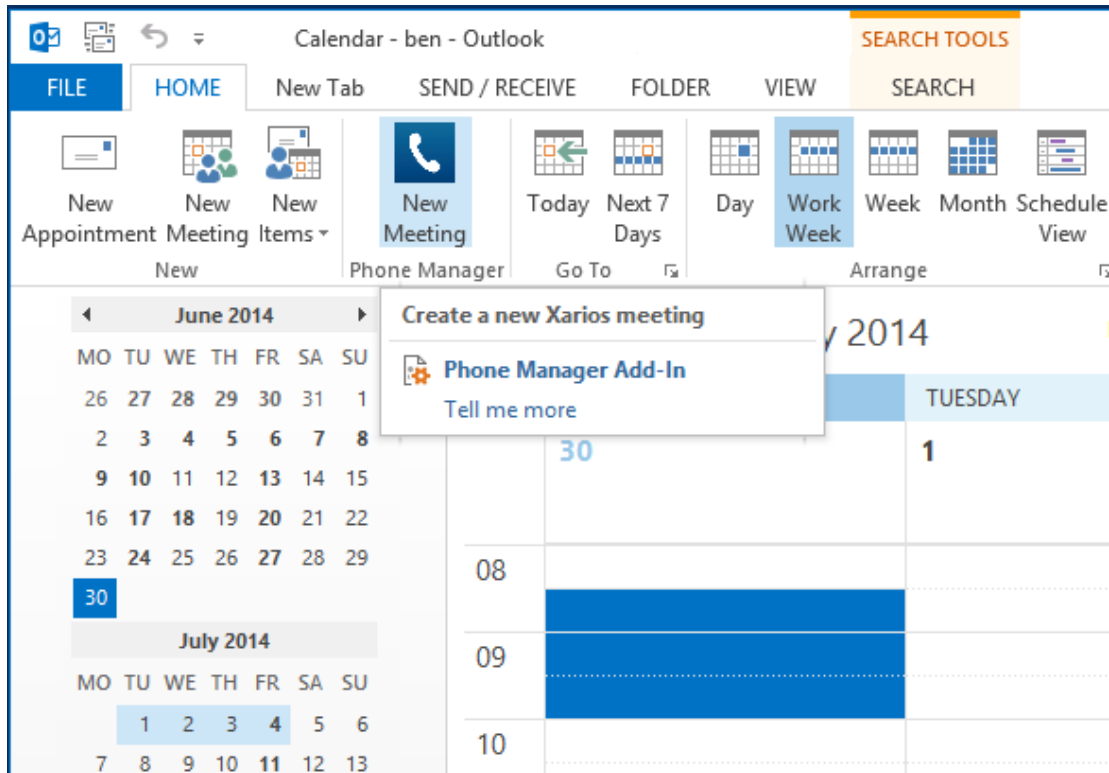 Calendar - ben - Outlook
SEARCH TOOLS
FILE HOME New Tab SEND / RECEIVE FOLDER VIEW SEARCH
New Appointment
New Meeting
New Items
New Meeting
Today
Next 7 Days
Day
Work Week
Week
Month
Schedule View
New Phone Manager Go To Arrange
June 2014
MO TU WE TH FR SA SU
26 27 28 29 30 31 1
2 3 4 5 6 7 8
9 10 11 12 13 14 15
16 17 18 19 20 21 22
23 24 25 26 27 28 29
30
July 2014
MO TU WE TH FR SA SU
1 2 3 4 5 6
7 8 9 10 11 12 13
Create a new Xarios meeting
Phone Manager Add-In
Tell me more
y 2014
TUESDAY
30 1
08
09
10